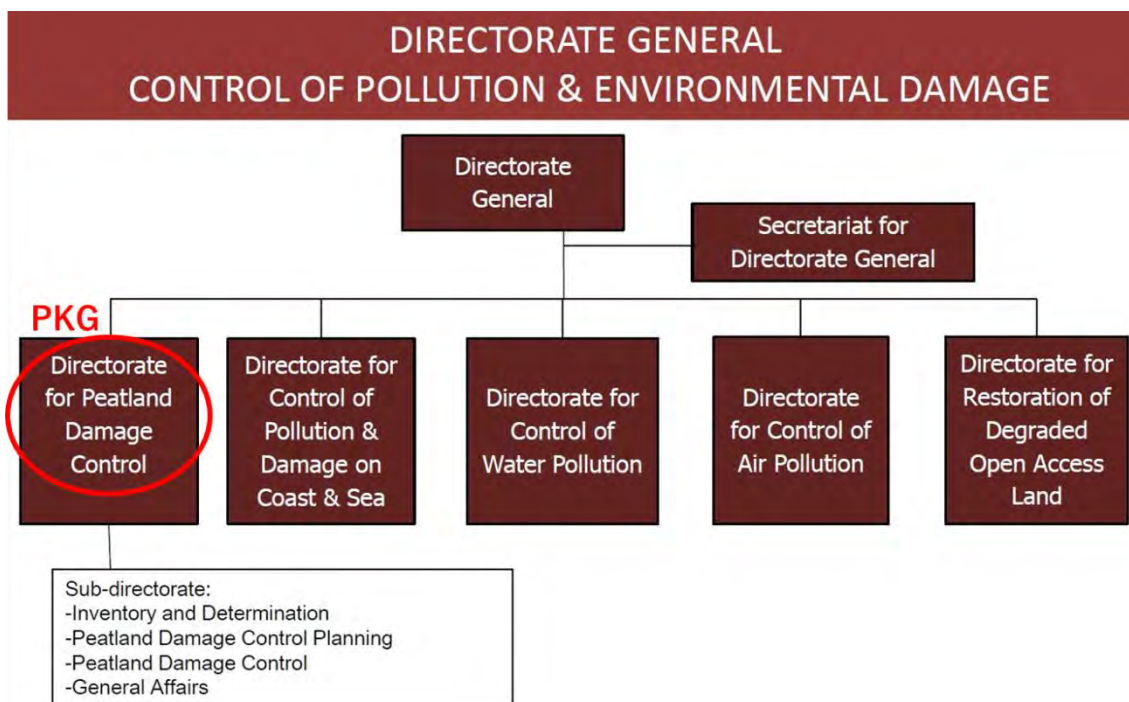 DIRECTORATE GENERAL
CONTROL OF POLLUTION & ENVIRONMENTAL DAMAGE
Directorate
General
Secretariat for
Directorate General
PKG
Directorate
for Peatland
Damage
Control
Directorate for
Control of
Pollution &
Damage on
Coast & Sea
Directorate for
Control of
Water Pollution
Directorate
for Control of
Air Pollution
Directorate for
Restoration of
Degraded
Open Access
Land
Sub-directorate:
-Inventory and Determination
-Peatland Damage Control Planning
-Peatland Damage Control
-General Affairs